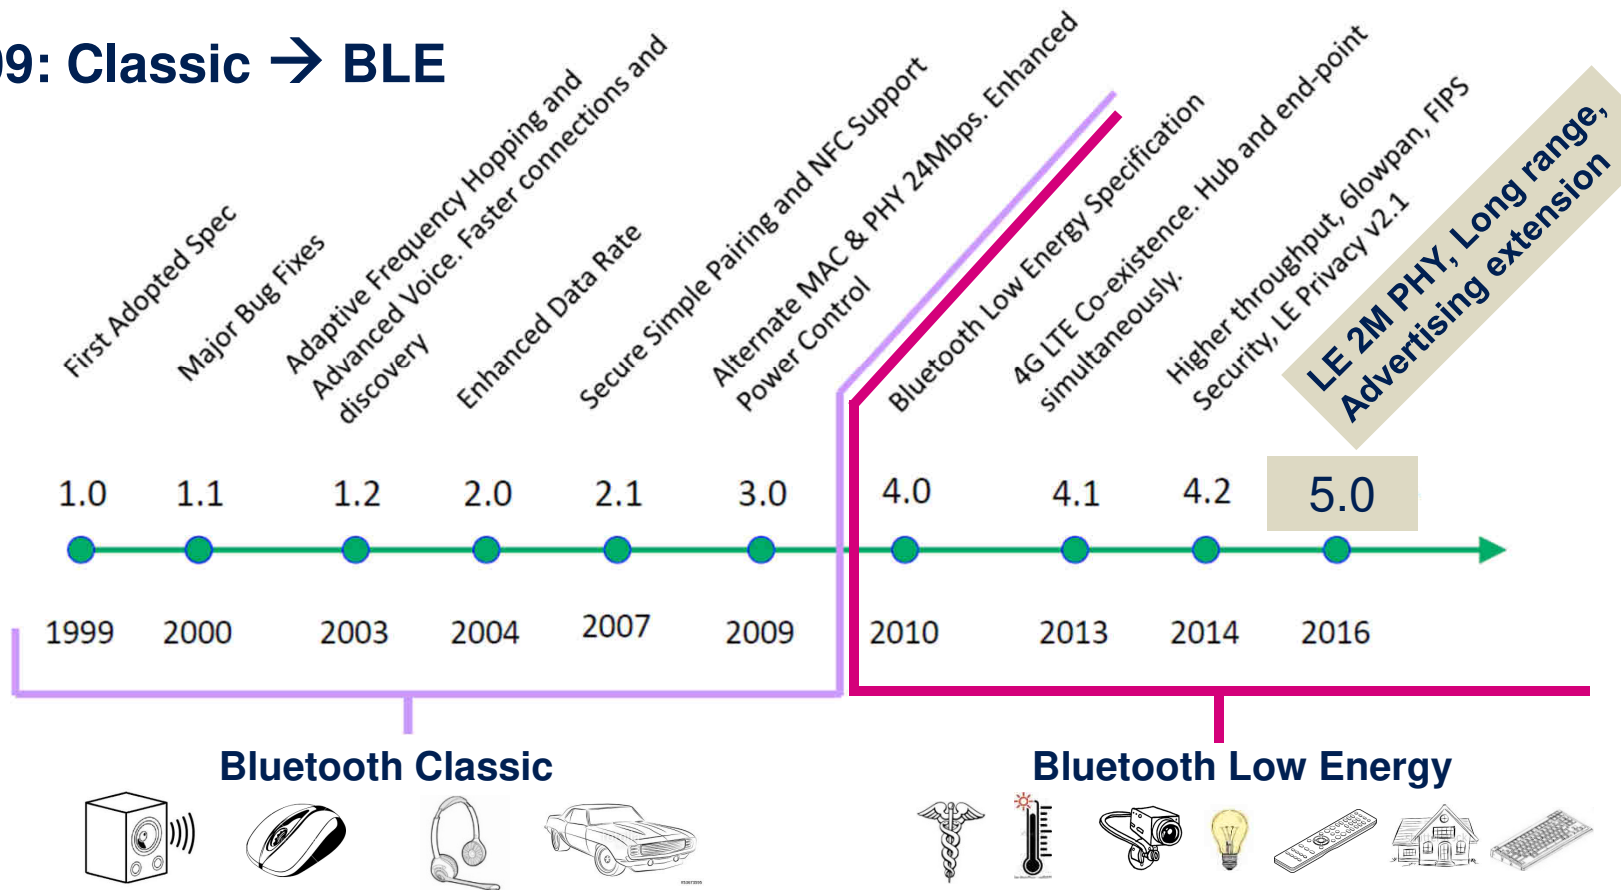 99: Classic → BLE
First Adopted Spec
Major Bug Fixes
Adaptive Frequency Hopping and
Advanced Voice. Faster connections and
discovery
Enhanced Data Rate
Secure Simple Pairing and NFC Support
Alternate MAC & PHY 24Mbps. Enhanced
Power Control
Bluetooth Low Energy Specification
4G LTE Co-existence. Hub and end-point
simultaneously.
Higher throughput, 6lowpan, FIPS
Security, LE Privacy v2.1
LE 2M PHY, Long range,
Advertising extension
1.0 1.1 1.2 2.0 2.1 3.0 4.0 4.1 4.2 5.0
1999 2000 2003 2004 2007 2009 2010 2013 2014 2016
Bluetooth Classic
Bluetooth Low Energy